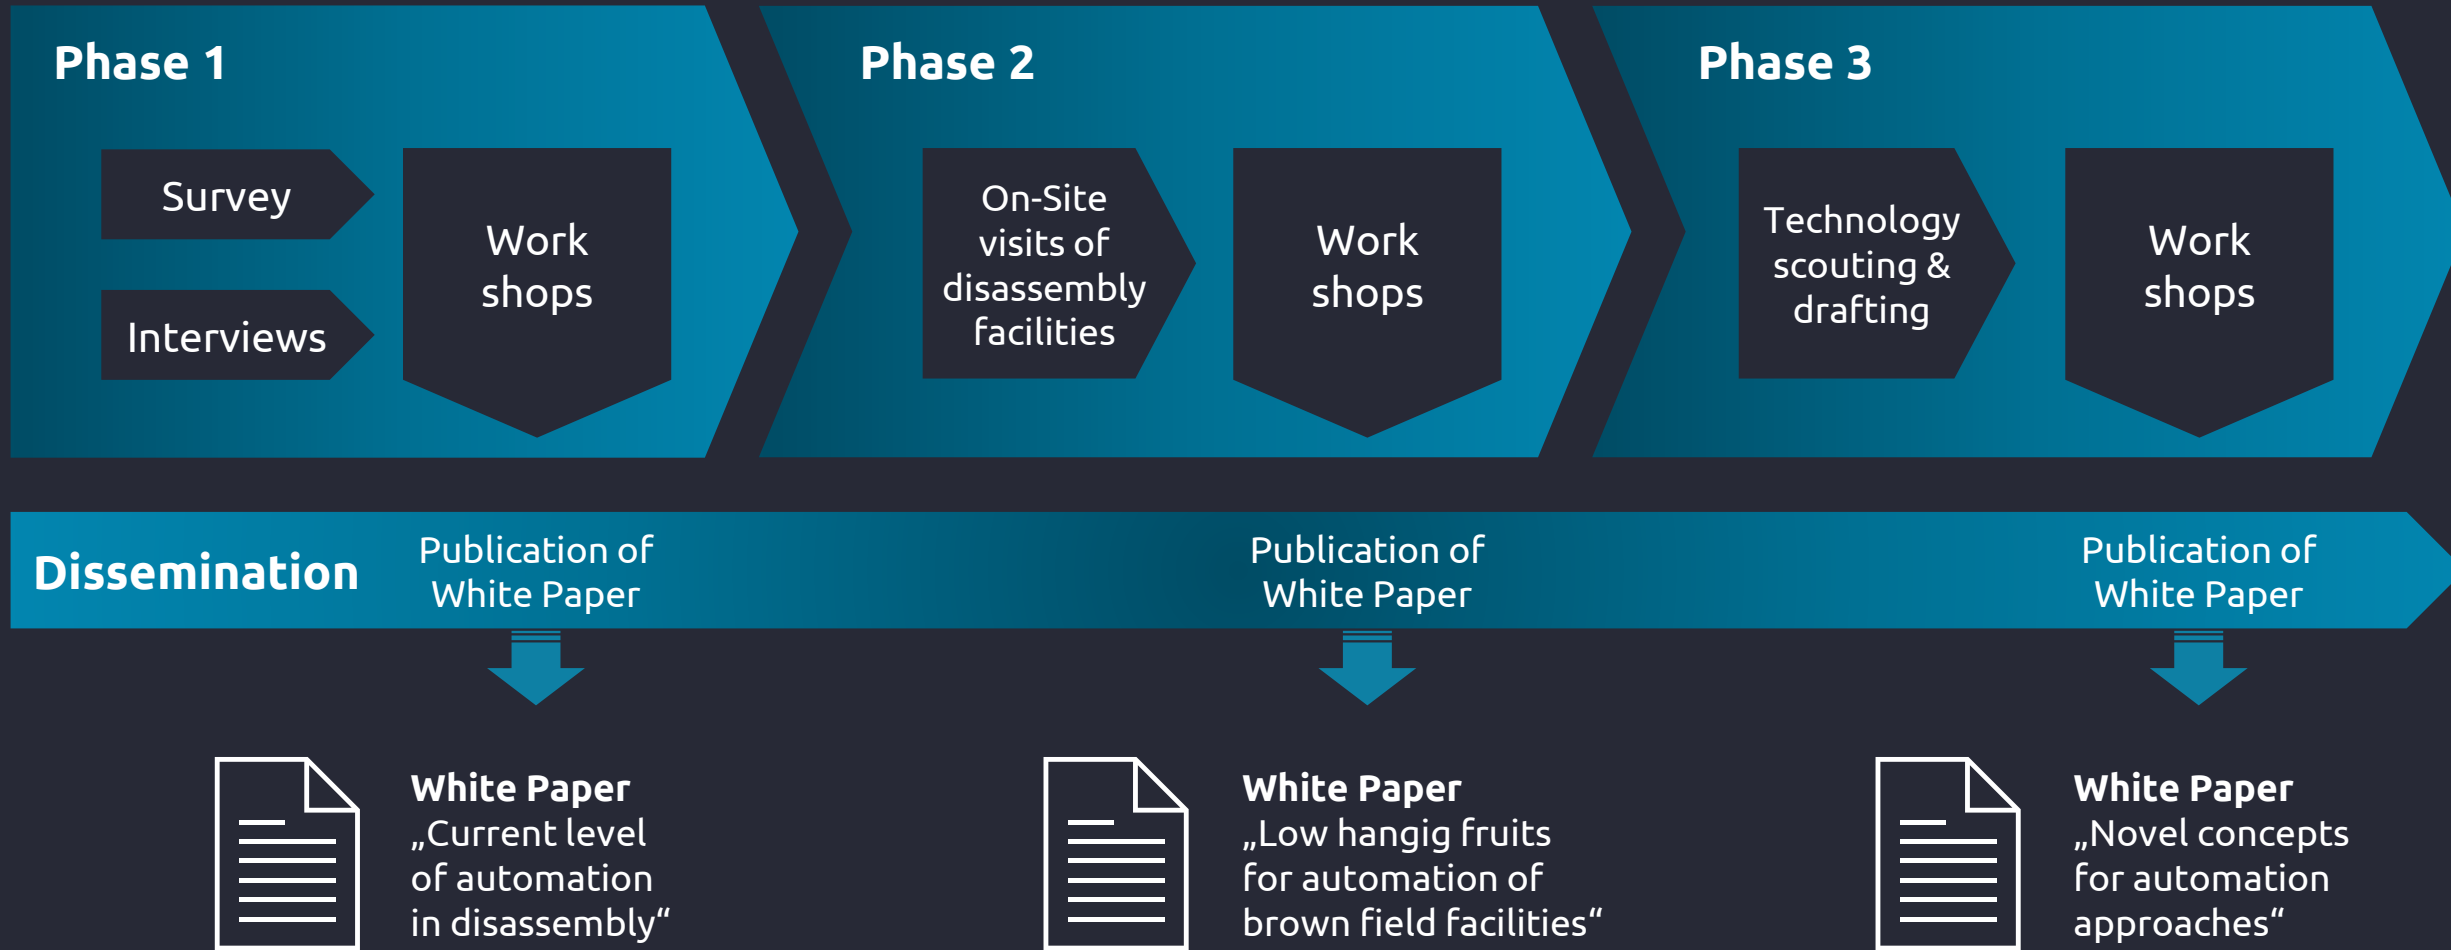 Phase 1
Survey
Interviews
Work
shops
Phase 2
On-Site
visits of
disassembly
facilities
Work
shops
Phase 3
Technology
scouting &
drafting
Work
shops
Dissemination
Publication of
White Paper
Publication of
White Paper
Publication of
White Paper
White Paper
„Current level
of automation
in disassembly“
White Paper
„Low hangig fruits
for automation of
brown field facilities“
White Paper
„Novel concepts
for automation
approaches“